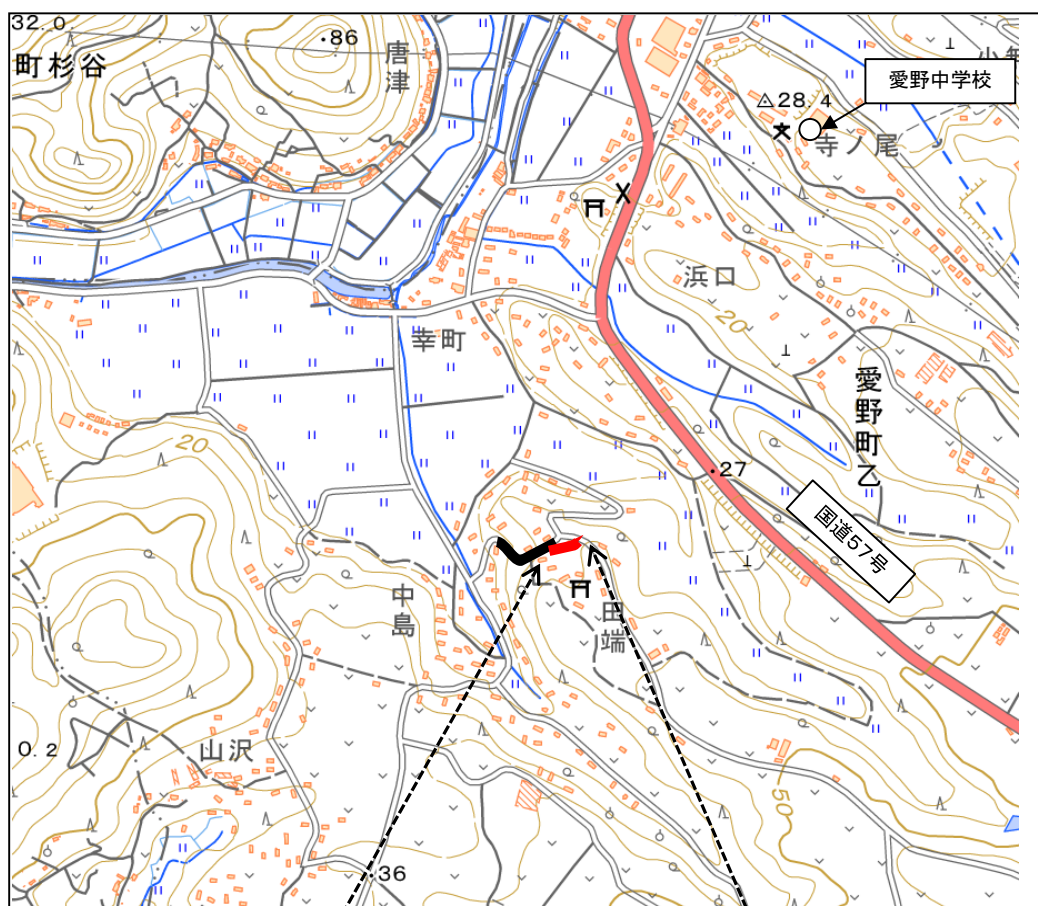 32.0
86
唐津
町杉谷
愛野中学校
28.4
寺ノ尾
浜口
20
幸町
愛野町乙
20
27
国道57号
中島
田端
0.2
山沢
50
36